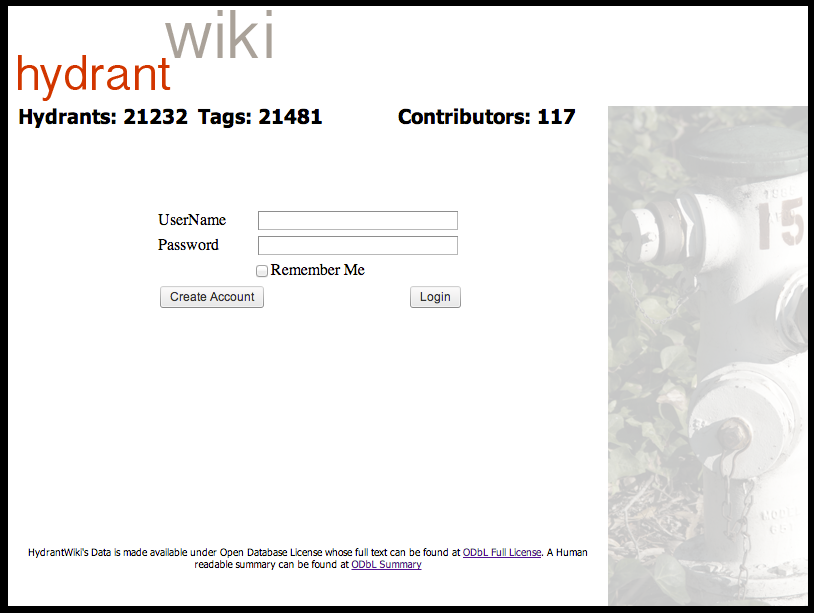 wiki
hydrant
Hydrants: 21232 Tags: 21481 Contributors: 117
UserName
Password
Remember Me
Create Account Login
HydrantWiki's Data is made available under Open Database License whose full text can be found at ODbL Full License. A Human
readable summary can be found at ODbL Summary
15